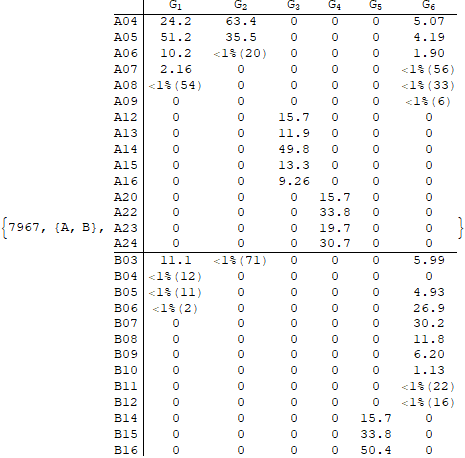 G₁ G₂ G₃ G₄ G₅ G₆
A04 24.2 63.4 0 0 0 5.07
A05 51.2 35.5 0 0 0 4.19
A06 10.2 <1%(20) 0 0 0 1.90
A07 2.16 0 0 0 0 <1%(56)
A08 <1%(54) 0 0 0 0 <1%(33)
A09 0 0 0 0 0 <1%(6)
A12 0 0 15.7 0 0 0
A13 0 0 11.9 0 0 0
A14 0 0 49.8 0 0 0
A15 0 0 13.3 0 0 0
A16 0 0 9.26 0 0 0
A20 0 0 0 15.7 0 0
A22 0 0 0 33.8 0 0
{7967, {A, B}, A23 0 0 0 19.7 0 0 }
A24 0 0 0 30.7 0 0
B03 11.1 <1%(71) 0 0 0 5.99
B04 <1%(12) 0 0 0 0 0
B05 <1%(11) 0 0 0 0 4.93
B06 <1%(2) 0 0 0 0 26.9
B07 0 0 0 0 0 30.2
B08 0 0 0 0 0 11.8
B09 0 0 0 0 0 6.20
B10 0 0 0 0 0 1.13
B11 0 0 0 0 0 <1%(22)
B12 0 0 0 0 0 <1%(16)
B14 0 0 0 0 15.7 0
B15 0 0 0 0 33.8 0
B16 0 0 0 0 50.4 0